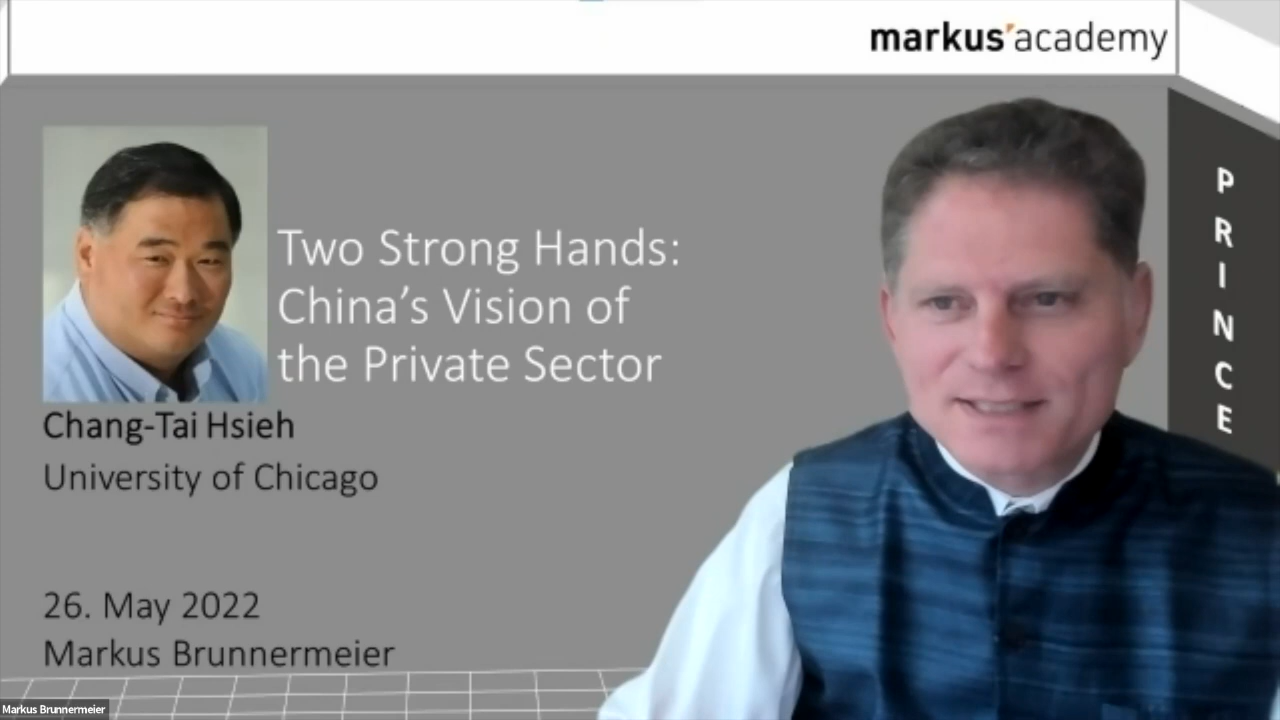 markus'academy
Two Strong Hands:
China's Vision of
the Private Sector
Chang-Tai Hsieh
University of Chicago
26. May 2022
Markus Brunnermeier
Markus Brunnermeier
PRINCE